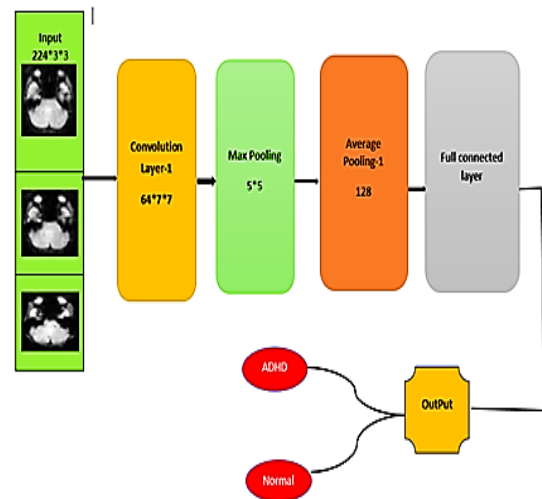 Input
224*3*3
Convolution
Layer-1
64*7*7
Max Pooling
5*5
Average
Pooling-1
128
Full connected
layer
ADHD
OutPut
Normal